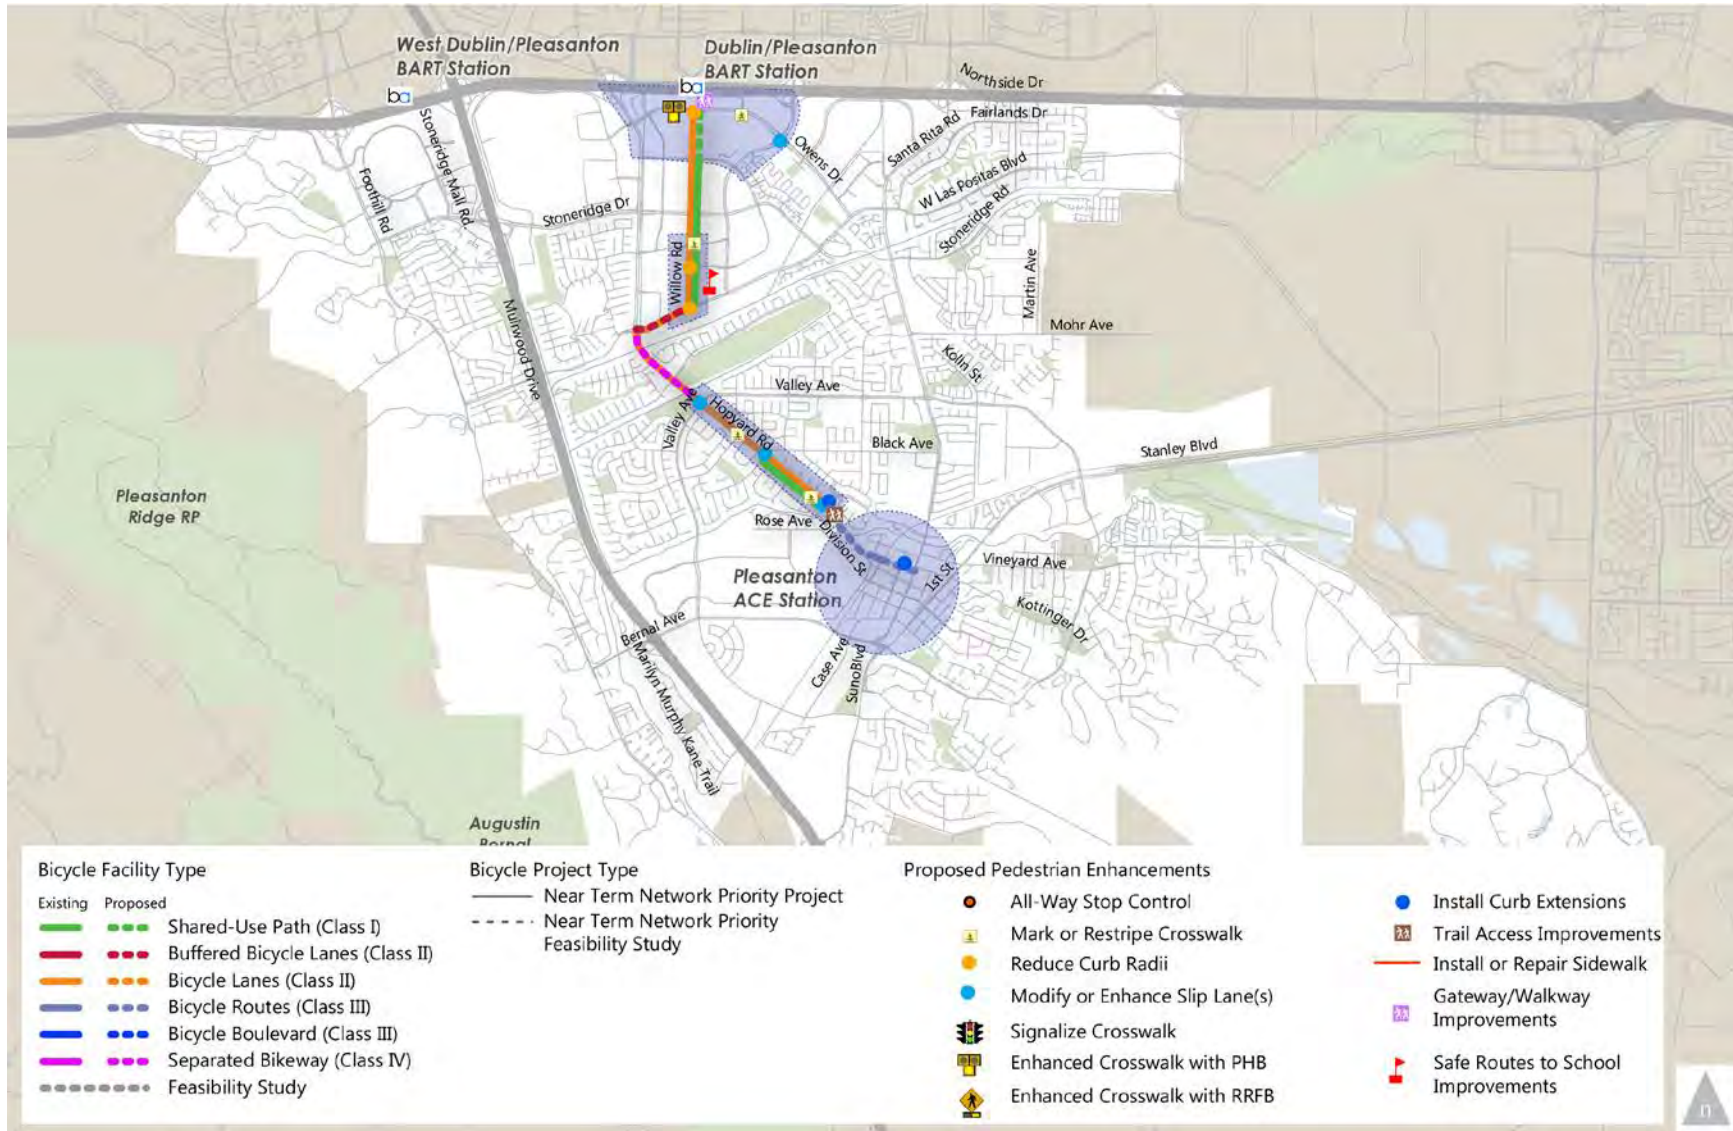 West Dublin/Pleasanton
BART Station
Dublin/Pleasanton
BART Station
ba
ba
Northside Dr
Fairlands Dr
Santa Rita Rd
Owens Dr
W Las Positas Blvd
Stoneridge Rd
Stoneridge Mall Rd.
Foothill Rd
Stoneridge Dr
Willow Rd
Martin Ave
Muirwood Drive
Mohr Ave
Kolln St
Valley Ave
Valley Ave
Hopyard Rd
Black Ave
Stanley Blvd
Pleasanton
Ridge RP
Rose Ave
Division St
Vineyard Ave
1st St
Pleasanton
ACE Station
Kottinger Dr
Bernal Ave
Case Ave
SunoBlvd
Marilyn Murphy Kane Trail
Augustin
Bernal
Bicycle Facility Type
Existing Proposed
Shared-Use Path (Class I)
Buffered Bicycle Lanes (Class II)
Bicycle Lanes (Class II)
Bicycle Routes (Class III)
Bicycle Boulevard (Class III)
Separated Bikeway (Class IV)
Feasibility Study
Bicycle Project Type
Near Term Network Priority Project
Near Term Network Priority
Feasibility Study
Proposed Pedestrian Enhancements
All-Way Stop Control
Mark or Restripe Crosswalk
Reduce Curb Radii
Modify or Enhance Slip Lane(s)
Signalize Crosswalk
Enhanced Crosswalk with PHB
Enhanced Crosswalk with RRFB
Install Curb Extensions
Trail Access Improvements
Install or Repair Sidewalk
Gateway/Walkway
Improvements
Safe Routes to School
Improvements
n